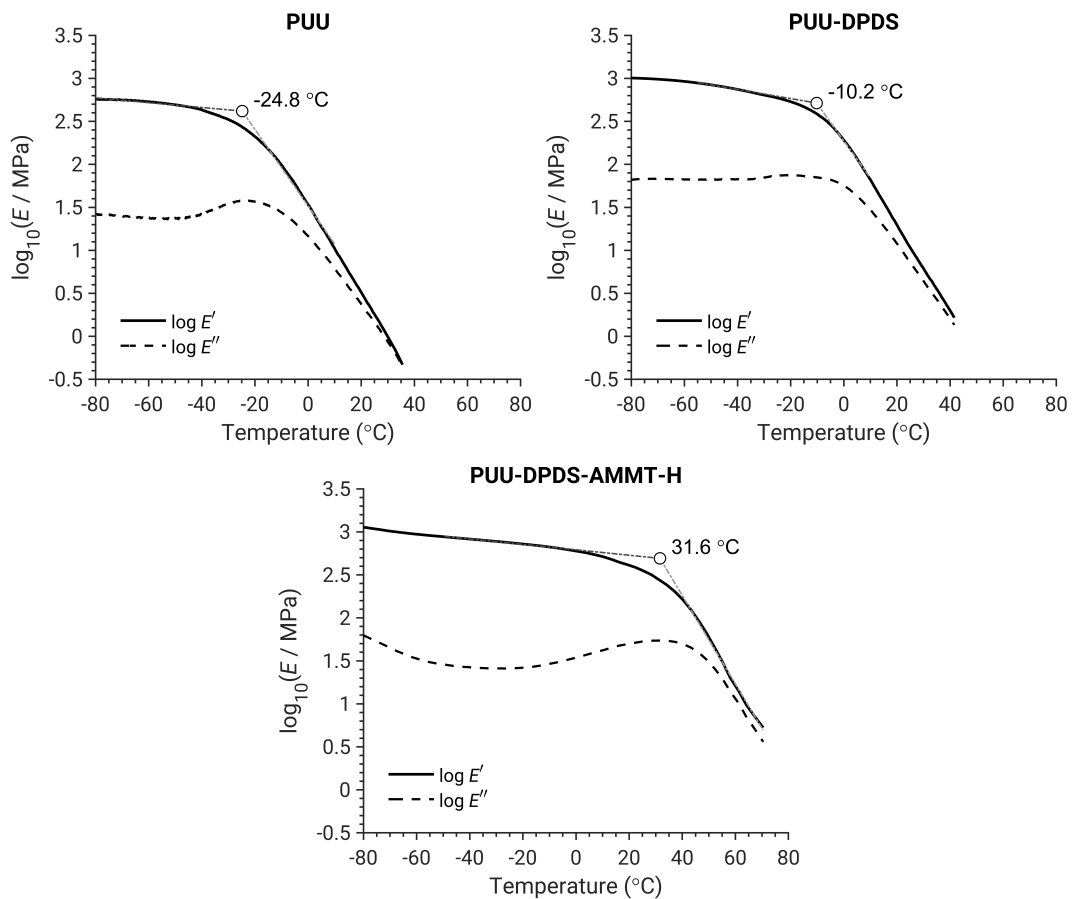 PUU
3.5
3
2.5
2
1.5
1
0.5
0
-0.5
log10(E / MPa)
-24.8 °C
log E′
log E″
-80 -60 -40 -20 0 20 40 60 80
Temperature (°C)
PUU-DPDS
3.5
3
2.5
2
1.5
1
0.5
0
-0.5
log10(E / MPa)
-10.2 °C
log E′
log E″
-80 -60 -40 -20 0 20 40 60 80
Temperature (°C)
PUU-DPDS-AMMT-H
3.5
3
2.5
2
1.5
1
0.5
0
-0.5
log10(E / MPa)
31.6 °C
log E′
log E″
-80 -60 -40 -20 0 20 40 60 80
Temperature (°C)